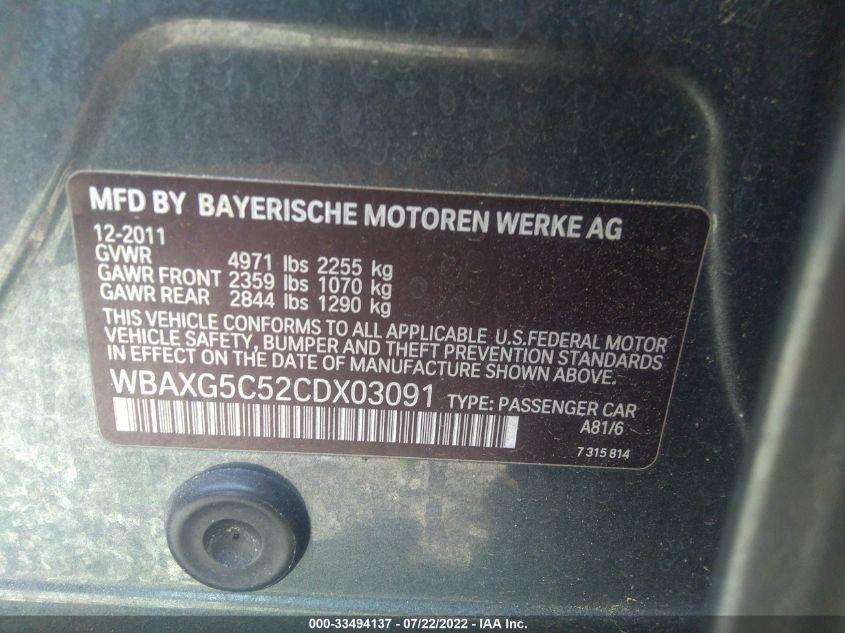 MFD BY BAYERISCHE MOTOREN WERKE AG
12-2011
GVWR 4971 lbs 2255 kg
GAWR FRONT 2359 lbs 1070 kg
GAWR REAR 2844 lbs 1290 kg
THIS VEHICLE CONFORMS TO ALL APPLICABLE U.S.FEDERAL MOTOR
VEHICLE SAFETY, BUMPER AND THEFT PREVENTION STANDARDS
IN EFFECT ON THE DATE OF MANUFACTURE SHOWN ABOVE.
WBAXG5C52CDX03091 TYPE: PASSENGER CAR
A81/6
7 315 814
000-33494137 - 07/22/2022 - IAAI.com